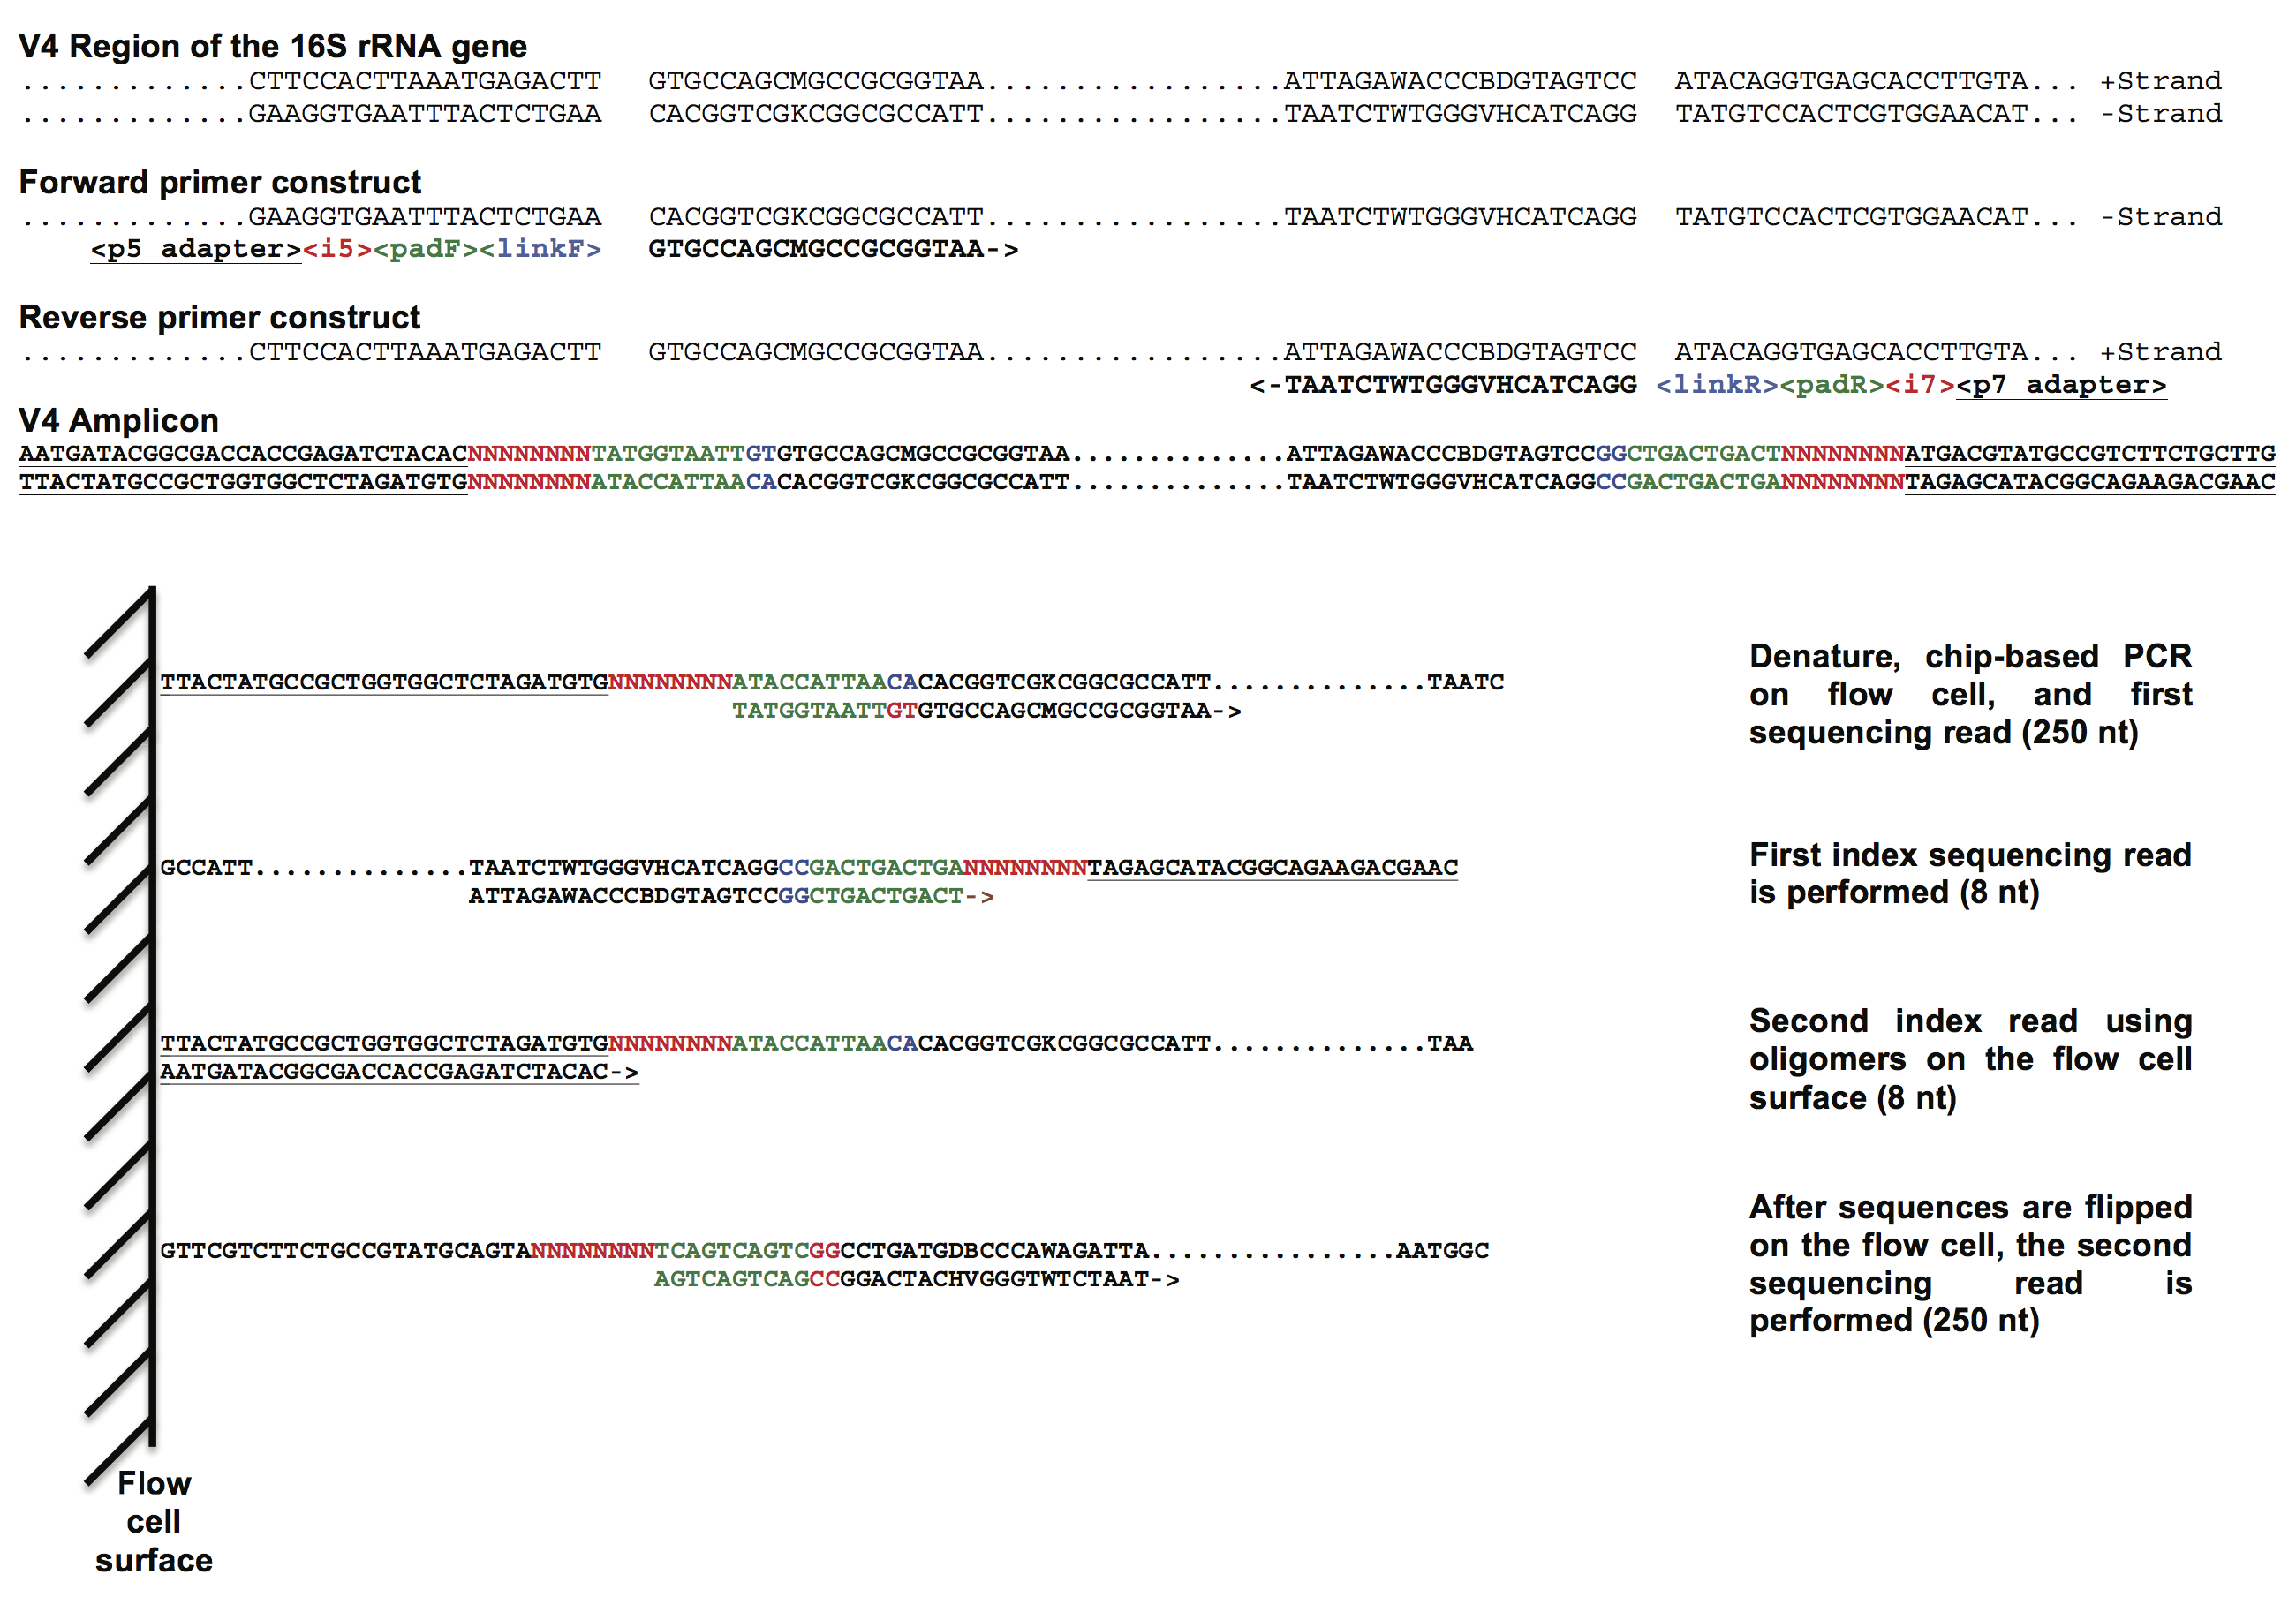 V4 Region of the 16S rRNA gene
.............CTTCCACTTAAATGAGACTT GTGCCAGCMGCCGCGGTAA.................ATTAGAWACCCBDGTAGTCC ATACAGGTGAGCACCTTGTA... +Strand
.............GAAGGTGAATTTACTCTGAA CACGGTCGKCGGCGCCATT.................TAATCTWTGGGVHCATCAGG TATGTCCACTCGTGGAACAT... -Strand
Forward primer construct
.............GAAGGTGAATTTACTCTGAA CACGGTCGKCGGCGCCATT.................TAATCTWTGGGVHCATCAGG TATGTCCACTCGTGGAACAT... -Strand
<p5 adapter><i5><padF><linkF> GTGCCAGCMGCCGCGGTAA->
Reverse primer construct
.............CTTCCACTTAAATGAGACTT GTGCCAGCMGCCGCGGTAA.................ATTAGAWACCCBDGTAGTCC ATACAGGTGAGCACCTTGTA... +Strand
<-TAATCTWTGGGVHCATCAGG <linkR><padR><i7><p7 adapter>
V4 Amplicon
AATGATACGGCGACCACCGAGATCTACACNNNNNNNNTATGGTAATTGTGTGCCAGCMGCCGCGGTAA..............ATTAGAWACCCBDGTAGTCCGGCTGACTGACTNNNNNNNNATGACGTATGCCGTCTTCTGCTTG
TTACTATGCCGCTGGTGGCTCTAGATGTGNNNNNNNNATACCATTAACACACGGTCGKCGGCGCCATT..............TAATCTWTGGGVHCATCAGGCCGACTGACTGANNNNNNNNTAGAGCATACGGCAGAAGACGAAC
TTACTATGCCGCTGGTGGCTCTAGATGTGNNNNNNNNATACCATTAACACACGGTCGKCGGCGCCATT..............TAATC
TATGGTAATTGTGTGCCAGCMGCCGCGGTAA->
Denature, chip-based PCR
on flow cell, and first
sequencing read (250 nt)
GCCATT..............TAATCTWTGGGVHCATCAGGCCGACTGACTGANNNNNNNNTAGAGCATACGGCAGAAGACGAAC
ATTAGAWACCCBDGTAGTCCGGCTGACTGACT->
First index sequencing read
is performed (8 nt)
TTACTATGCCGCTGGTGGCTCTAGATGTGNNNNNNNNATACCATTAACACACGGTCGKCGGCGCCATT..............TAA
AATGATACGGCGACCACCGAGATCTACAC->
Second index read using
oligomers on the flow cell
surface (8 nt)
GTTCGTCTTCTGCCGTATGCAGTANNNNNNNNTCAGTCAGTCGGCCTGATGDBCCCAWAGATTA................AATGGC
AGTCAGTCAGCCGGACTACHVGGGTWTCTAAT->
After sequences are flipped
on the flow cell, the second
sequencing read is
performed (250 nt)
Flow
cell
surface